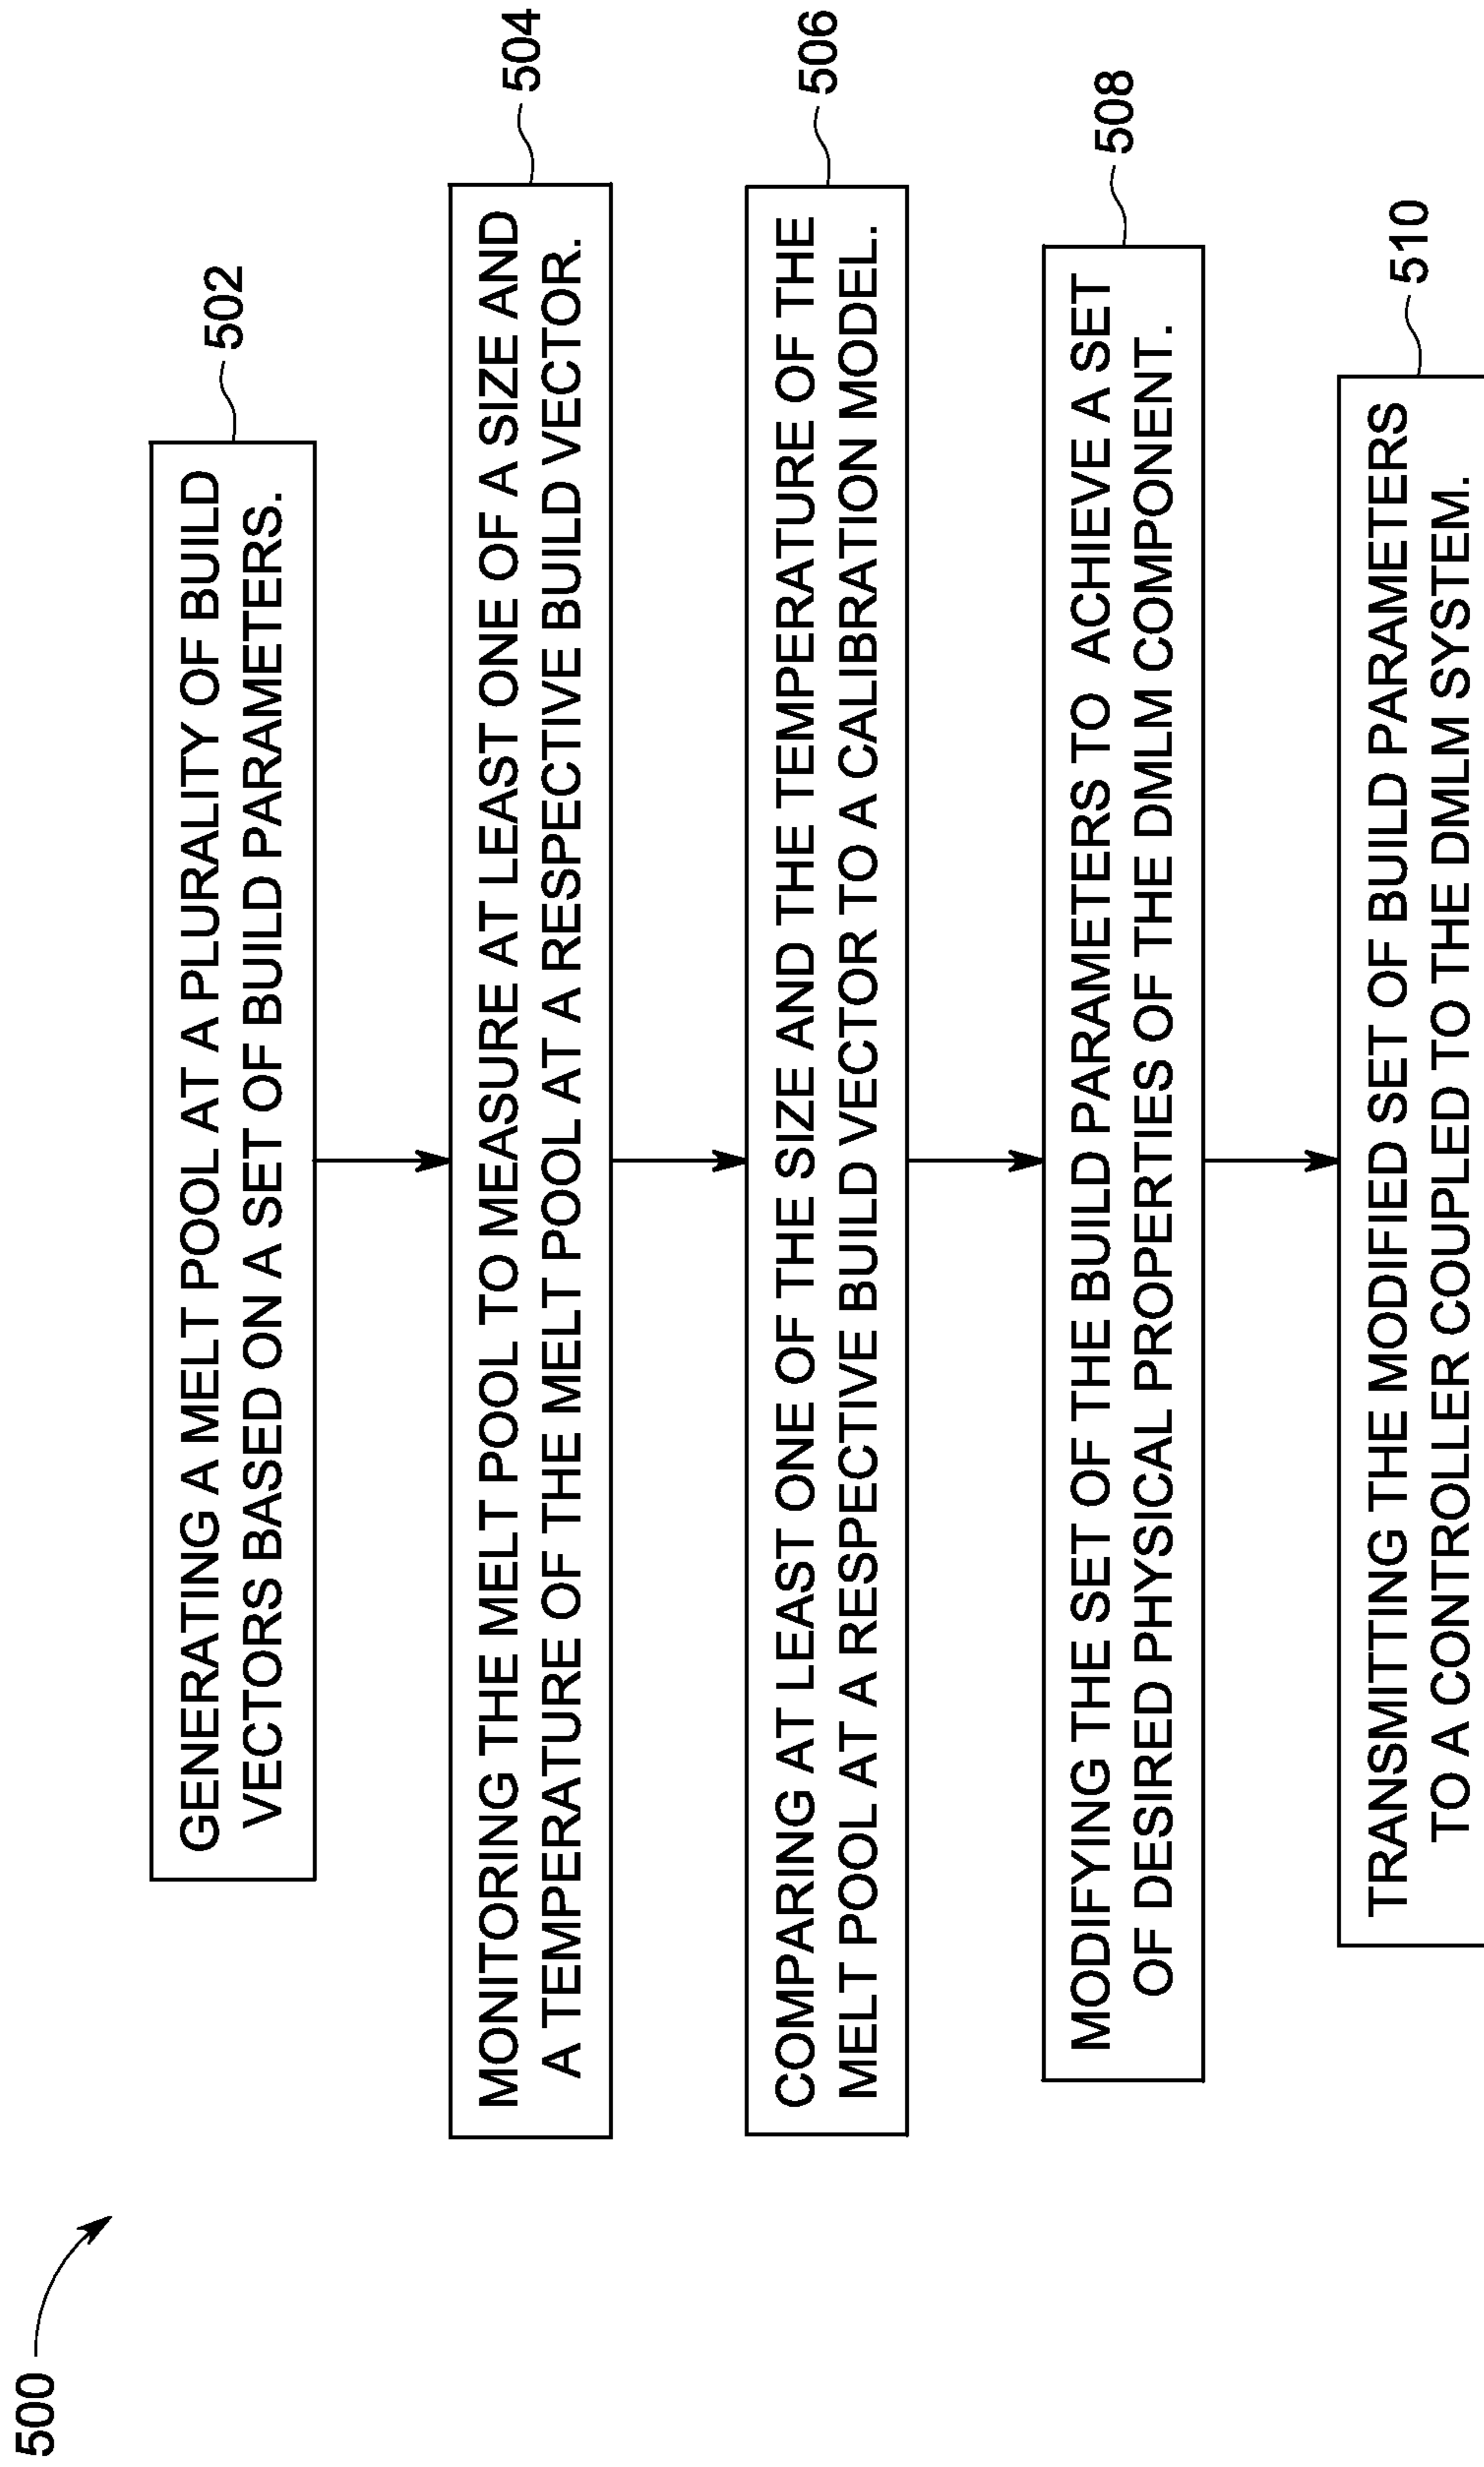 500
GENERATING A MELT POOL AT A PLURALITY OF BUILD
VECTORS BASED ON A SET OF BUILD PARAMETERS.
502
MONITORING THE MELT POOL TO MEASURE AT LEAST ONE OF A SIZE AND
A TEMPERATURE OF THE MELT POOL AT A RESPECTIVE BUILD VECTOR.
504
COMPARING AT LEAST ONE OF THE SIZE AND THE TEMPERATURE OF THE
MELT POOL AT A RESPECTIVE BUILD VECTOR TO A CALIBRATION MODEL.
506
MODIFYING THE SET OF THE BUILD PARAMETERS TO ACHIEVE A SET
OF DESIRED PHYSICAL PROPERTIES OF THE DMLM COMPONENT.
508
TRANSMITTING THE MODIFIED SET OF BUILD PARAMETERS
TO A CONTROLLER COUPLED TO THE DMLM SYSTEM.
510